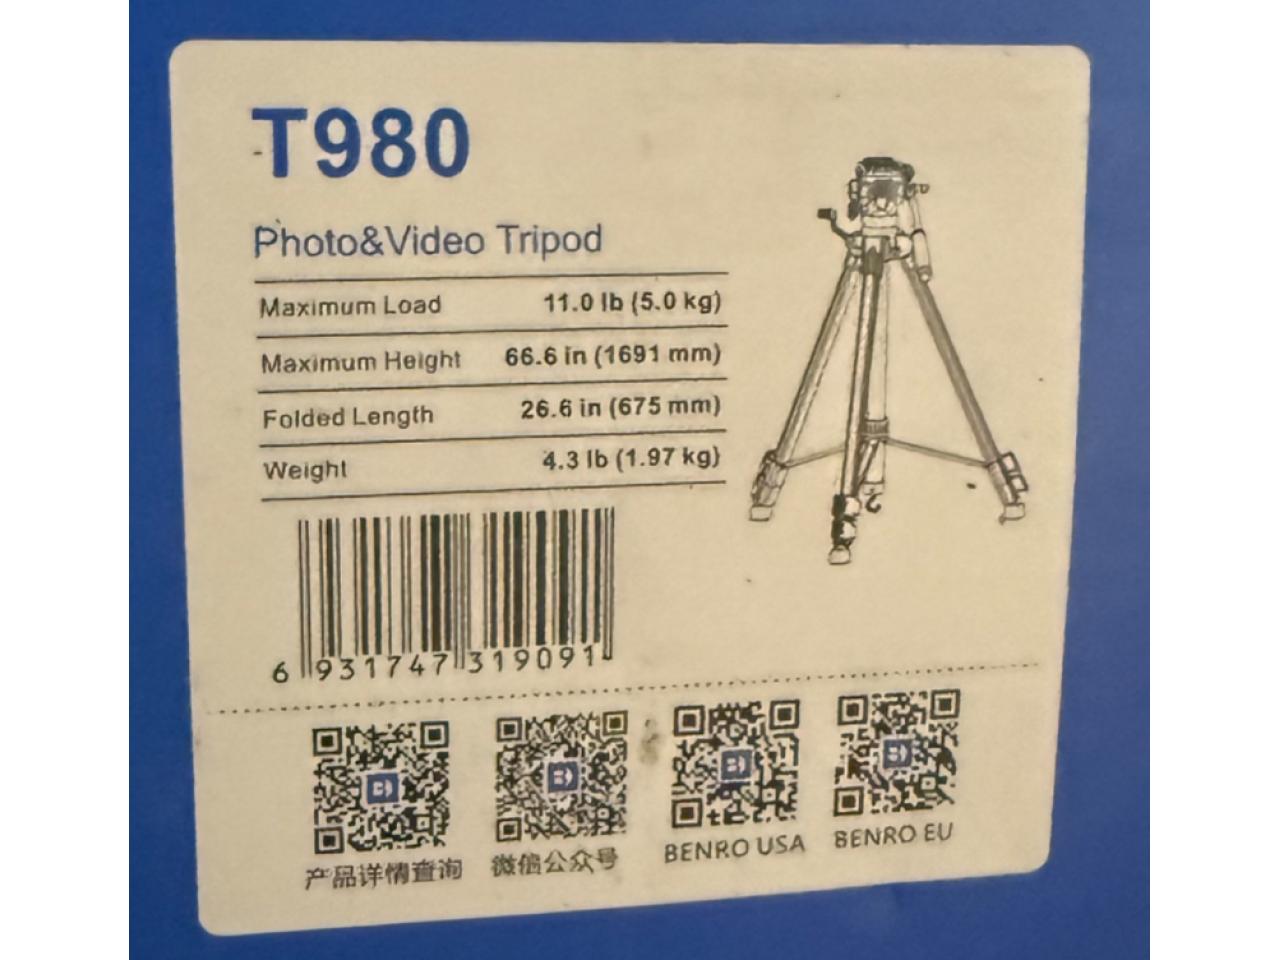 T980
Photo&Video Tripod
Maximum Load 11.0 lb (5.0 kg)
Maximum Height 66.6 in (1691 mm)
Folded Length 26.6 in (675 mm)
Weight 4.3 lb (1.97 kg)
6 931747 319091
产品详情查询 微信公众号 BENRO USA BENRO EU